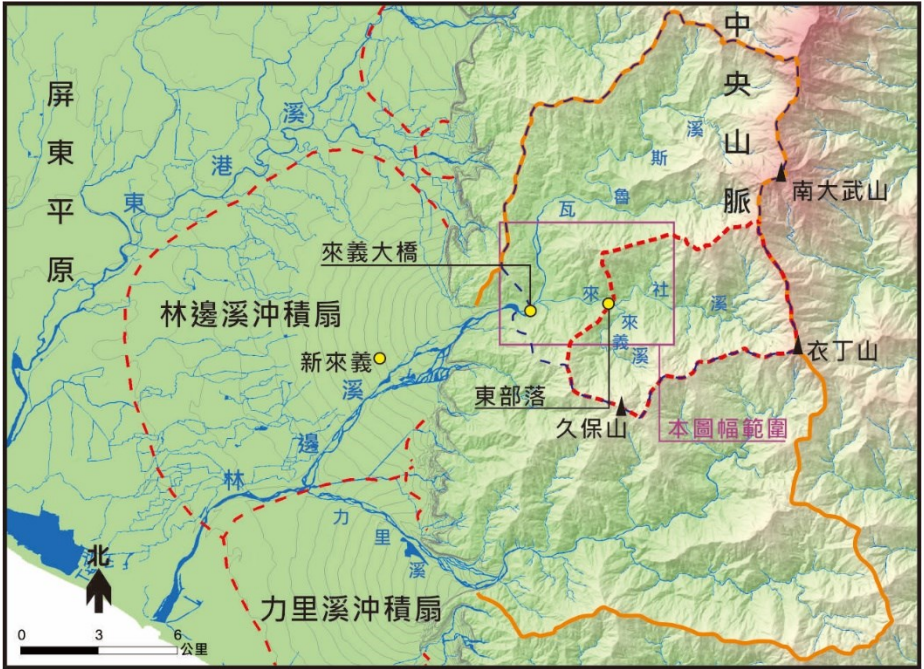 中央山脈
屏東平原
東港溪
瓦魯斯溪
南大武山
來義大橋
林邊溪沖積扇
來社溪
來義溪
新來義
衣丁山
東部落
久保山
本圖幅範圍
林邊溪
力里溪
北
力里溪沖積扇
0 3 6 公里